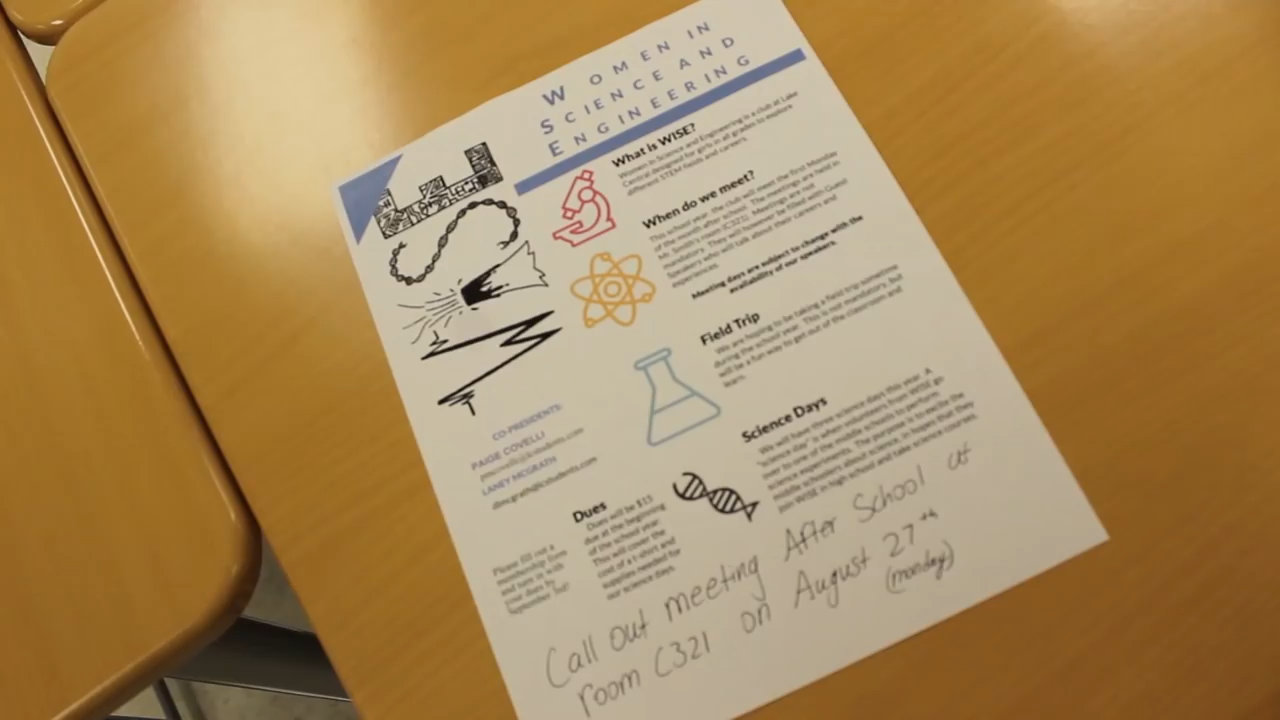 WOMEN IN
SCIENCE AND
ENGINEERING
What is WISE?
Women in Science and Engineering is a club at Lake
Central designed for girls in all grades to explore
different STEM fields and careers.
When do we meet?
This school year, the club will meet the first Monday
of the month after school. The meetings are held in
Mr. Smith's room (C321). Meetings are not
mandatory. They will however be filled with Guest
Speakers who will talk about their careers and
experiences.
Meeting days are subject to change with the
availability of our speakers.
Field Trip
We are hoping to be taking a field trip sometime
during the school year. This is not mandatory, but
will be a fun way to get out of the classroom and
learn.
Science Days
We will have three science days this year. A
"science day" is when volunteers from WISE go
over to one of the middle schools to perform
science experiments. The purpose is to excite the
middle schoolers about science, in hopes that they
join WISE in high school and take science courses.
CO-PRESIDENTS:
PAIGE COVELLI
pmcovelli@lcstudents.com
LANEY MCGRATH
dlmcgrath@lcstudents.com
Dues
Dues will be $15
due at the beginning
of the school year.
This will cover the
cost of a t-shirt and
supplies needed for
our science days.
Please fill out a
membership form
and turn in with
your dues by
September 3rd!
Call out meeting After School at
room C321 on August 27th
(monday)